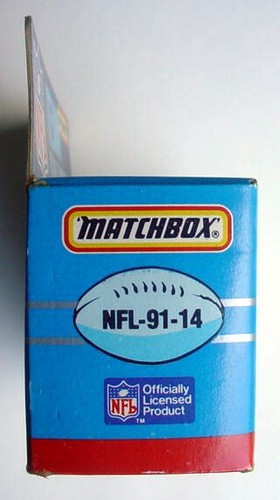 MATCHBOX®
NFL-91-14
NFL
TM
Officially
Licensed
Product